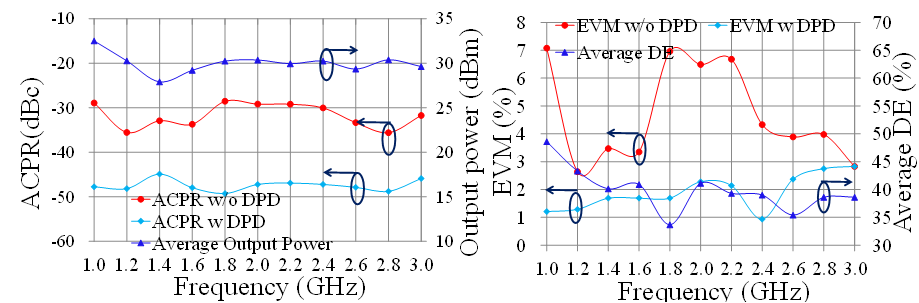 -10
-20
-30
-40
-50
-60
ACPR(dBc)
35
30
25
20
15
10
Output power (dBm)
ACPR w/o DPD
ACPR w DPD
Average Output Power
1.0 1.2 1.4 1.6 1.8 2.0 2.2 2.4 2.6 2.8 3.0
Frequency (GHz)
8
7
6
5
4
3
2
1
0
EVM (%)
EVM w/o DPD
EVM w DPD
Average DE
70
65
60
55
50
45
40
35
30
Average DE (%)
1.0 1.2 1.4 1.6 1.8 2.0 2.2 2.4 2.6 2.8 3.0
Frequency (GHz)